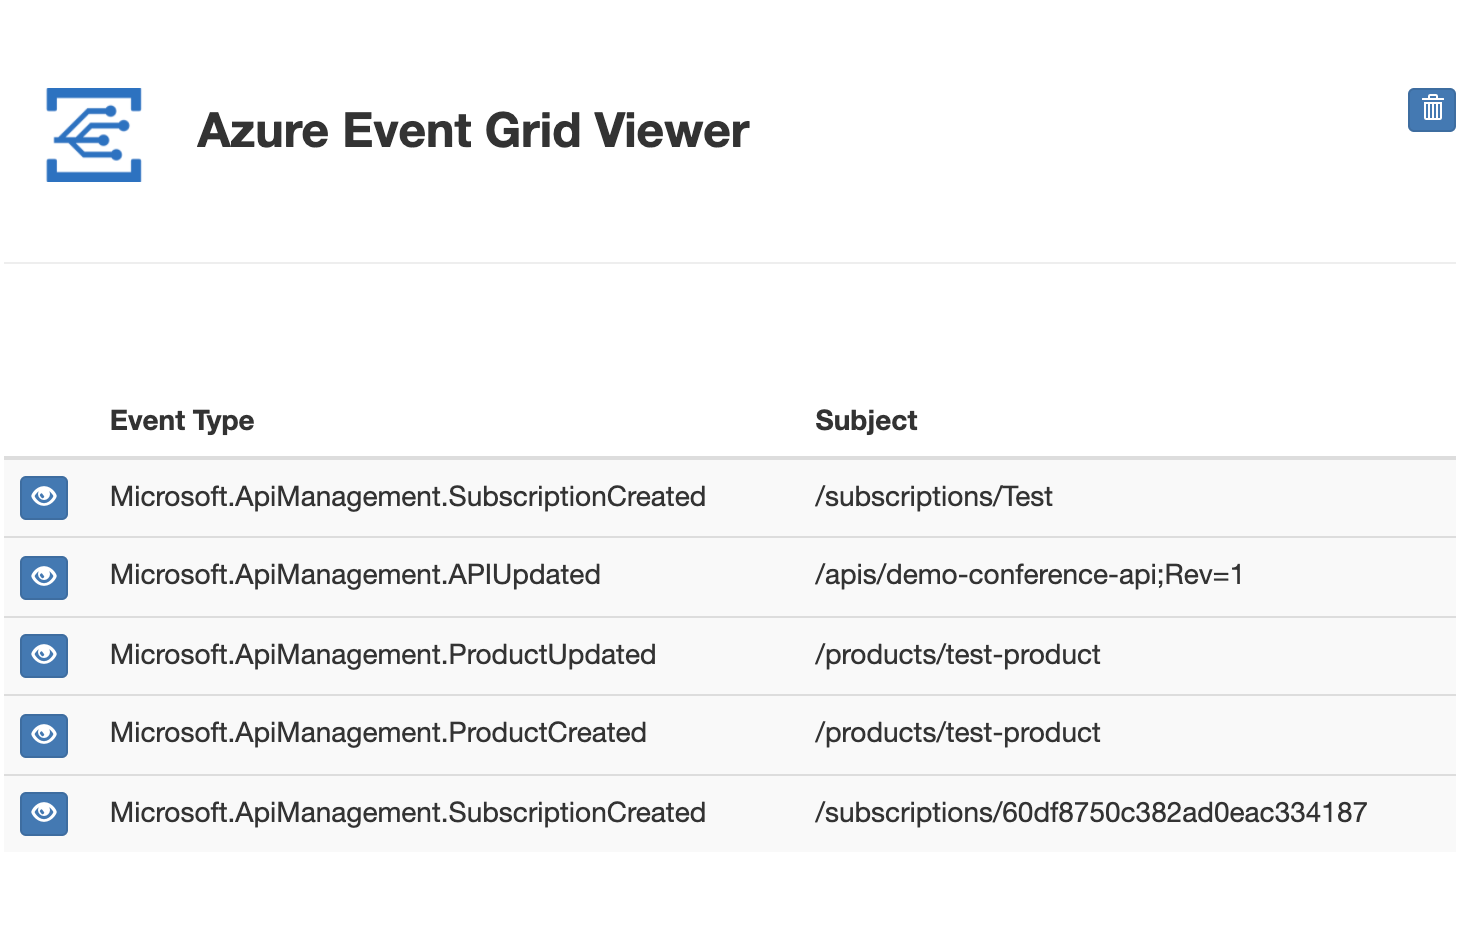 Azure Event Grid Viewer
Event Type Subject
Microsoft.ApiManagement.SubscriptionCreated /subscriptions/Test
Microsoft.ApiManagement.APIUpdated /apis/demo-conference-api;Rev=1
Microsoft.ApiManagement.ProductUpdated /products/test-product
Microsoft.ApiManagement.ProductCreated /products/test-product
Microsoft.ApiManagement.SubscriptionCreated /subscriptions/60df8750c382ad0eac334187